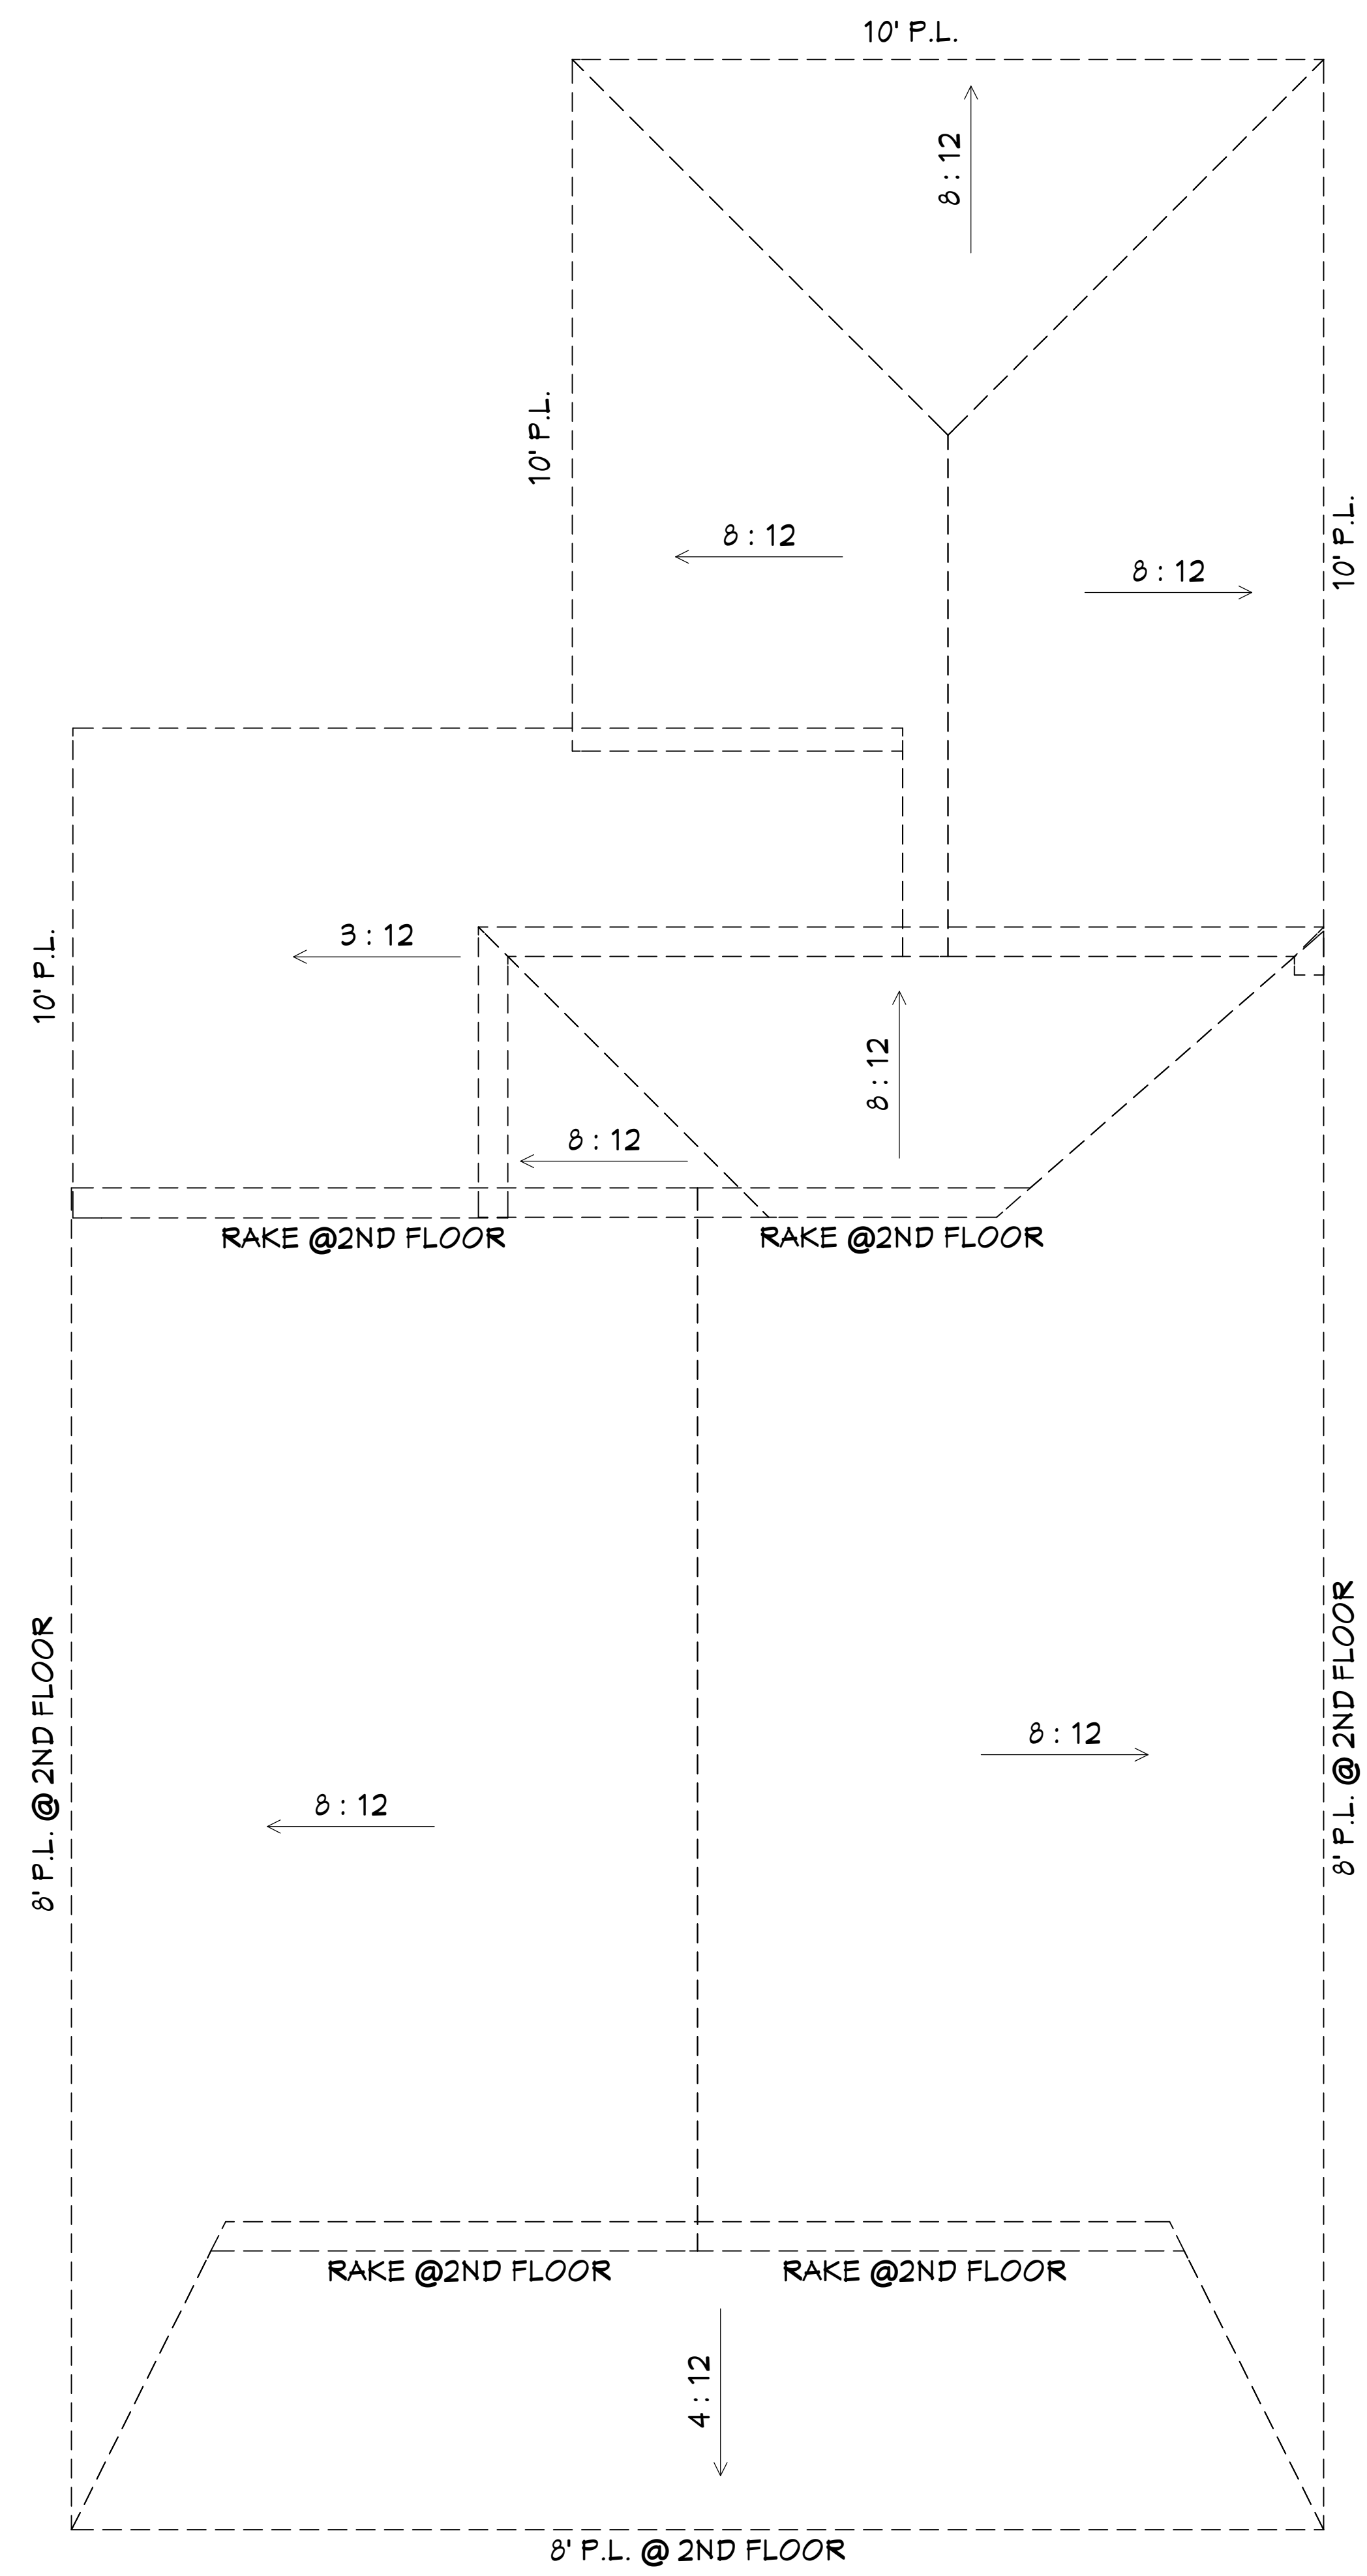 10' P.L.
8 : 12
10' P.L.
10' P.L.
8 : 12
8 : 12
10' P.L.
3 : 12
8 : 12
8 : 12
RAKE @2ND FLOOR
RAKE @2ND FLOOR
8' P.L. @ 2ND FLOOR
8' P.L. @ 2ND FLOOR
8 : 12
8 : 12
RAKE @2ND FLOOR
RAKE @2ND FLOOR
4 : 12
8' P.L. @ 2ND FLOOR